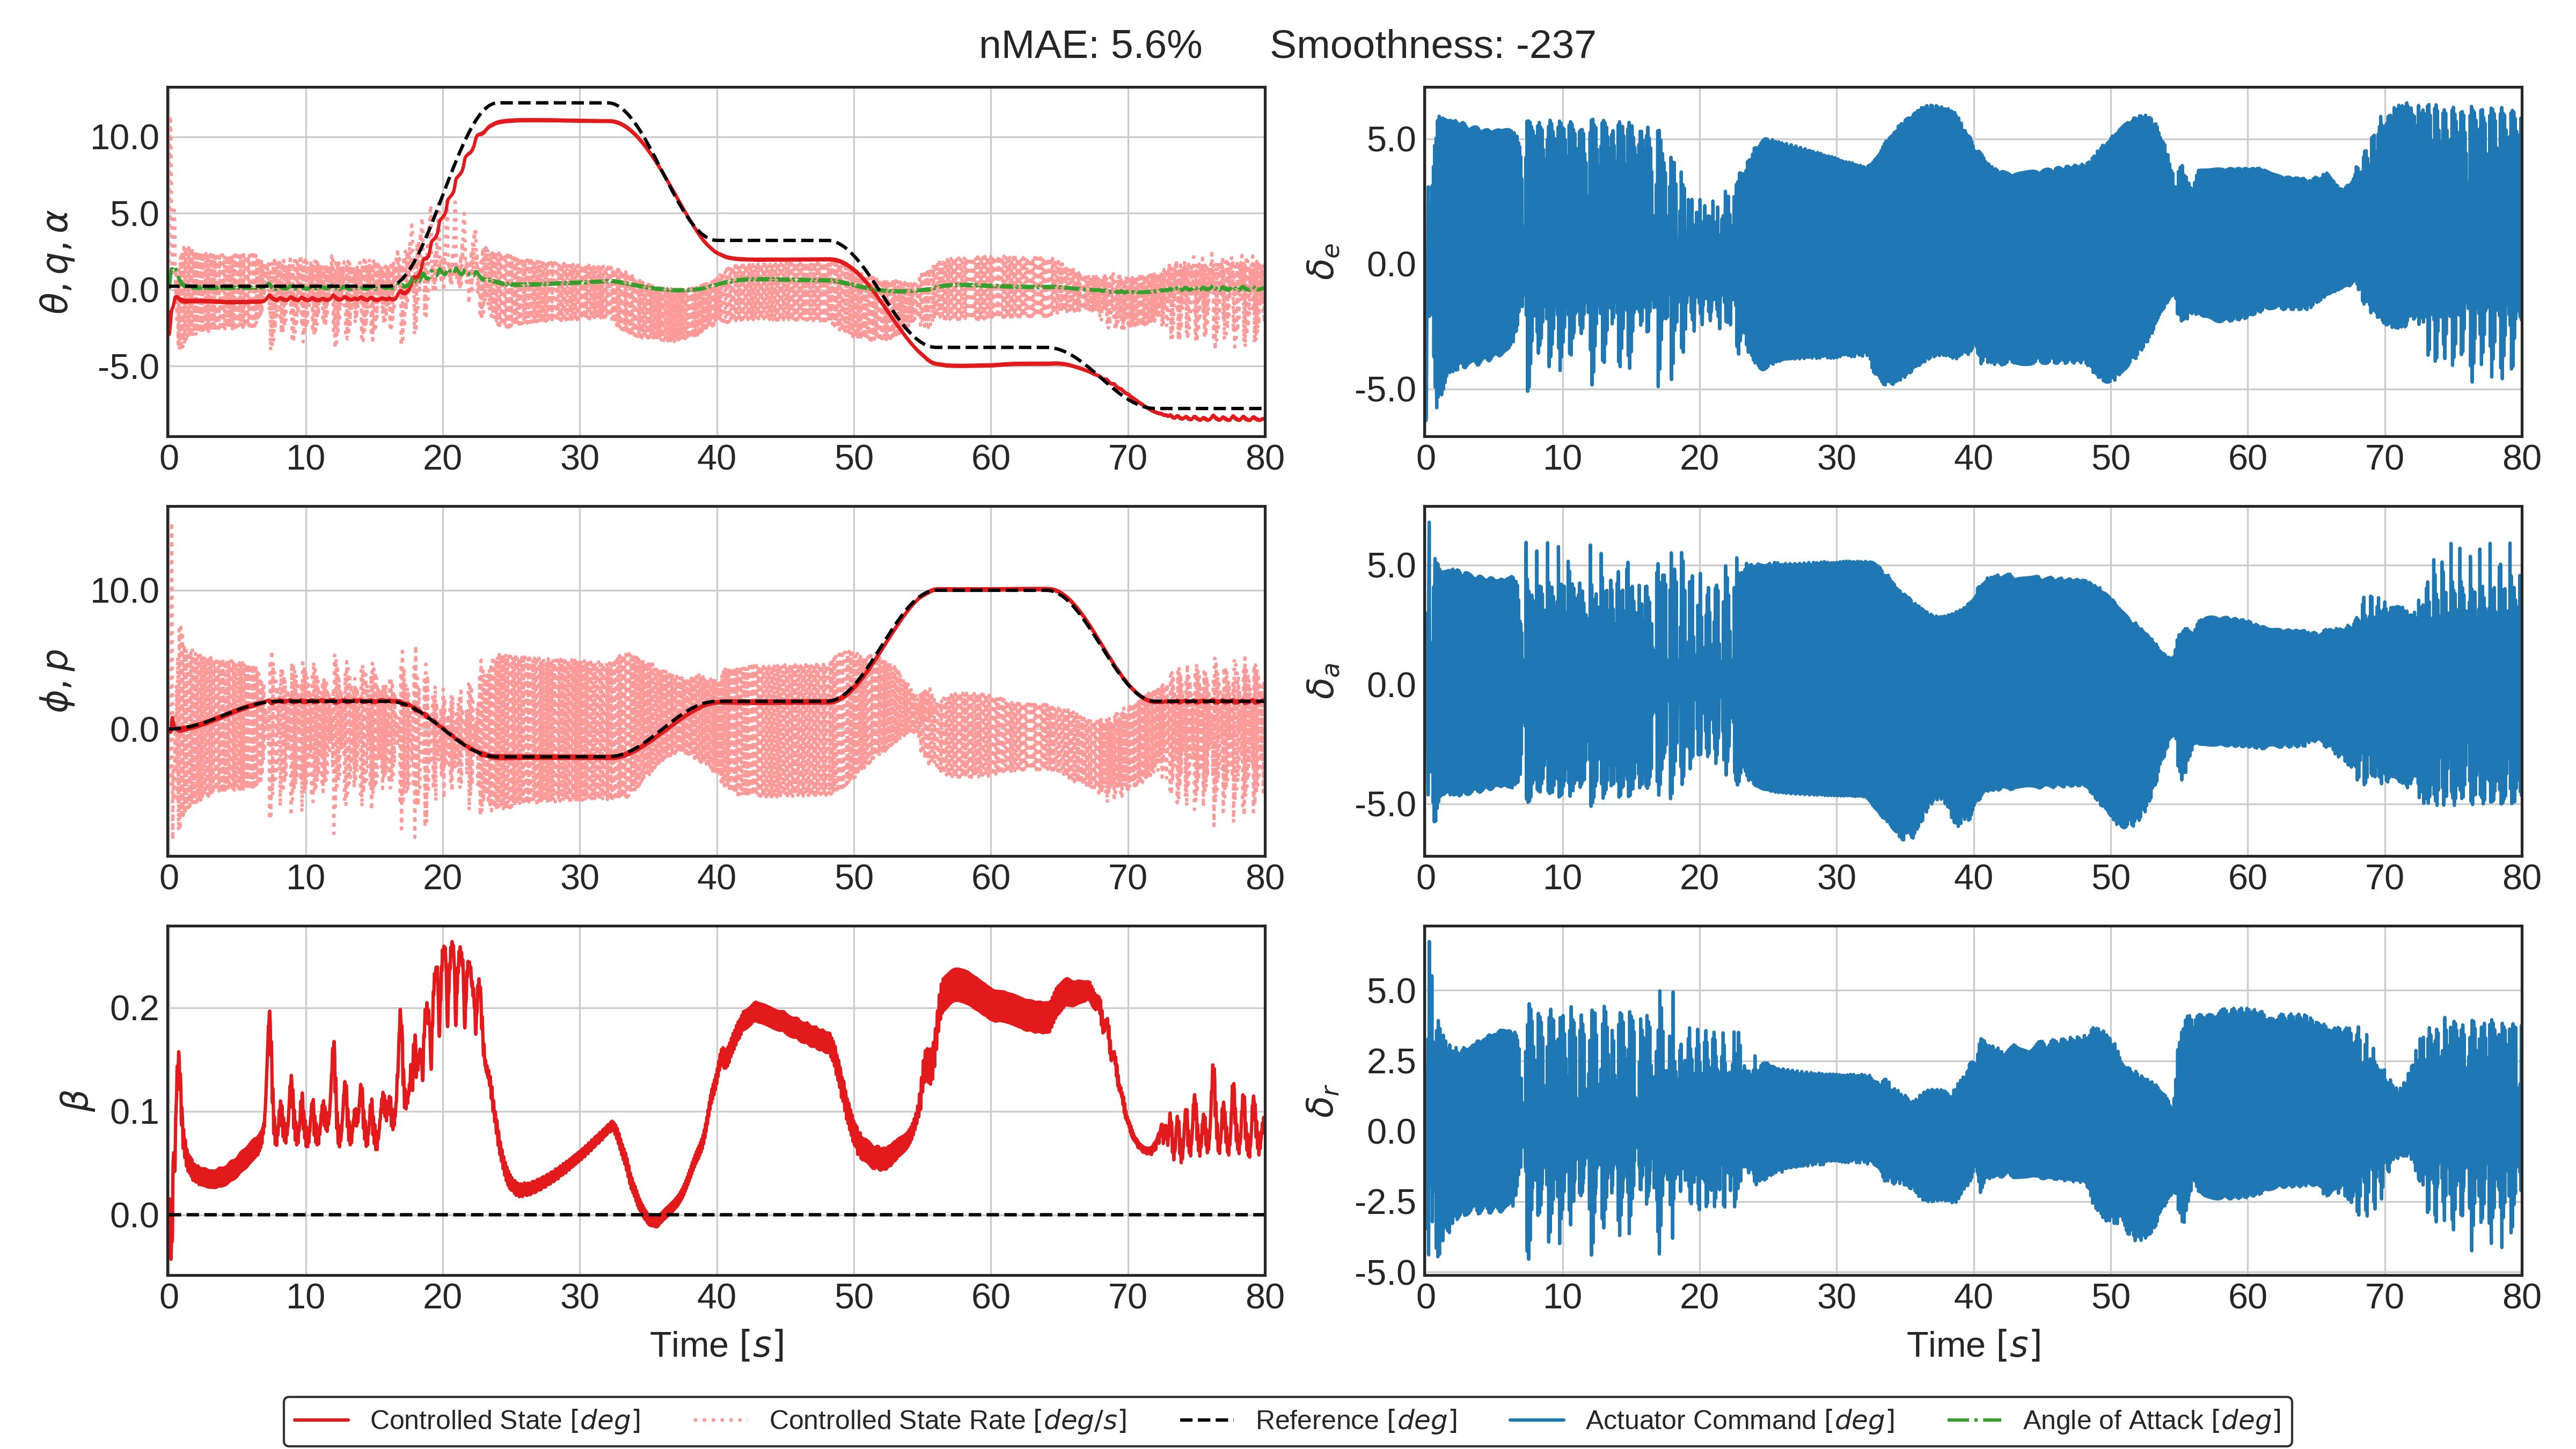 nMAE: 5.6% Smoothness: -237
θ, q, α
10.0
5.0
0.0
-5.0
0 10 20 30 40 50 60 70 80
δe
5.0
0.0
-5.0
0 10 20 30 40 50 60 70 80
ϕ, p
10.0
0.0
0 10 20 30 40 50 60 70 80
δa
5.0
0.0
-5.0
0 10 20 30 40 50 60 70 80
β
0.2
0.1
0.0
0 10 20 30 40 50 60 70 80
Time [s]
δr
5.0
2.5
0.0
-2.5
-5.0
0 10 20 30 40 50 60 70 80
Time [s]
Controlled State [deg] Controlled State Rate [deg/s] Reference [deg] Actuator Command [deg] Angle of Attack [deg]